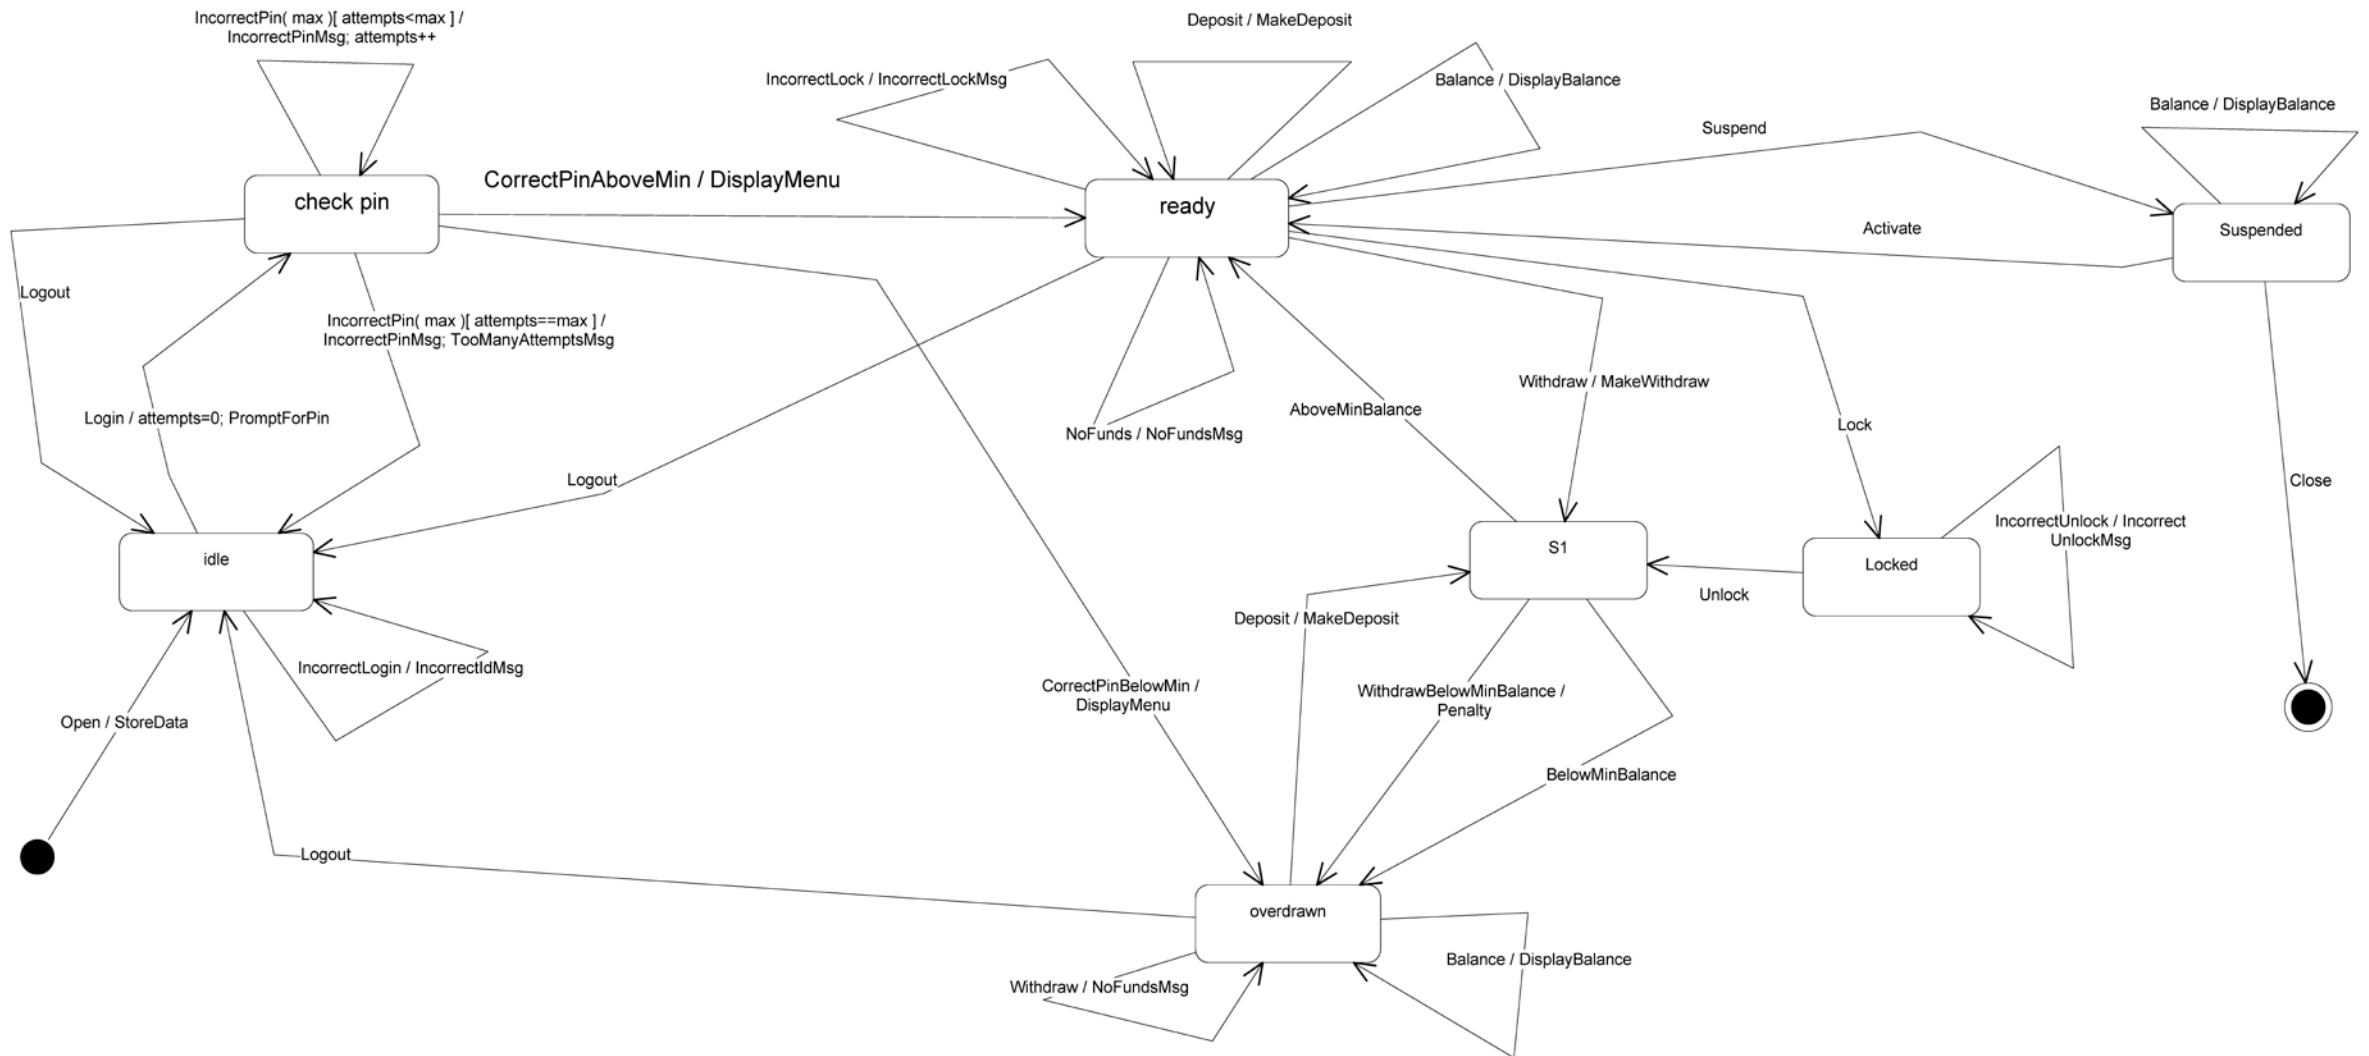 IncorrectPin( max )[ attempts<max ] /
IncorrectPinMsg; attempts++
Deposit / MakeDeposit
IncorrectLock / IncorrectLockMsg
Balance / DisplayBalance
Balance / DisplayBalance
Suspend
CorrectPinAboveMin / DisplayMenu
check pin
ready
Suspended
Activate
Logout
IncorrectPin( max )[ attempts==max ] /
IncorrectPinMsg; TooManyAttemptsMsg
Login / attempts=0; PromptForPin
Withdraw / MakeWithdraw
AboveMinBalance
NoFunds / NoFundsMsg
Lock
Logout
Close
IncorrectUnlock / Incorrect
UnlockMsg
idle
S1
Locked
Unlock
Deposit / MakeDeposit
IncorrectLogin / IncorrectIdMsg
CorrectPinBelowMin /
DisplayMenu
WithdrawBelowMinBalance /
Penalty
Open / StoreData
BelowMinBalance
Logout
overdrawn
Withdraw / NoFundsMsg
Balance / DisplayBalance